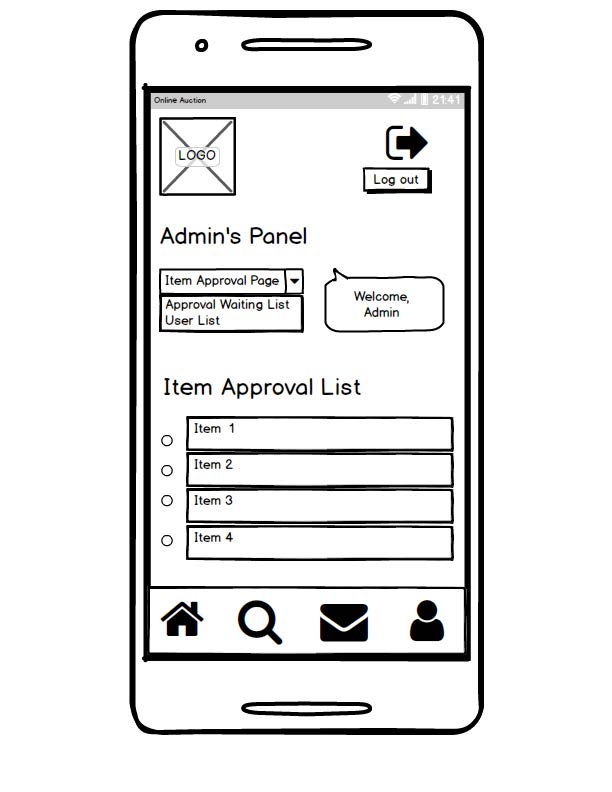 Online Auction
21:41
LOGO
Log out
Admin's Panel
Item Approval Page
Approval Waiting List
User List
Welcome,
Admin
Item Approval List
Item 1
Item 2
Item 3
Item 4